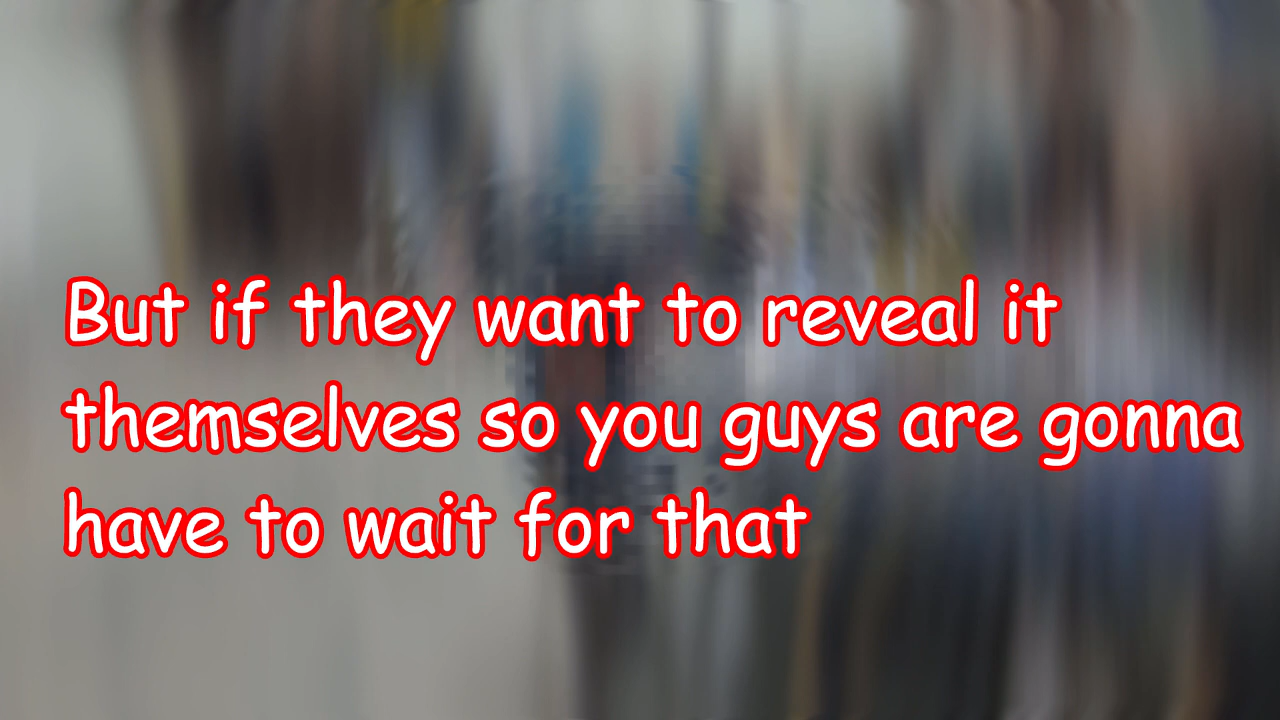 But if they want to reveal it
themselves so you guys are gonna
have to wait for that